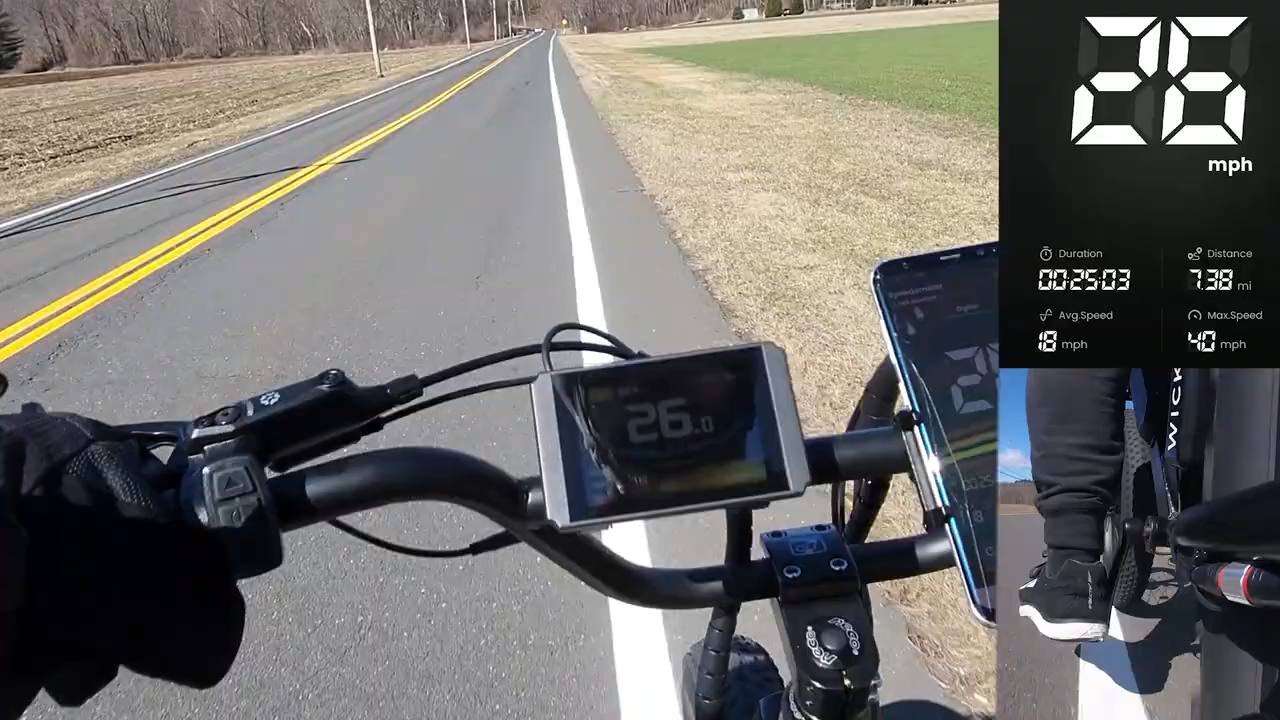 26
mph
Duration
Distance
00:25:03
7.38 mi
Avg.Speed
Max.Speed
18 mph
40 mph
26.0
WICK